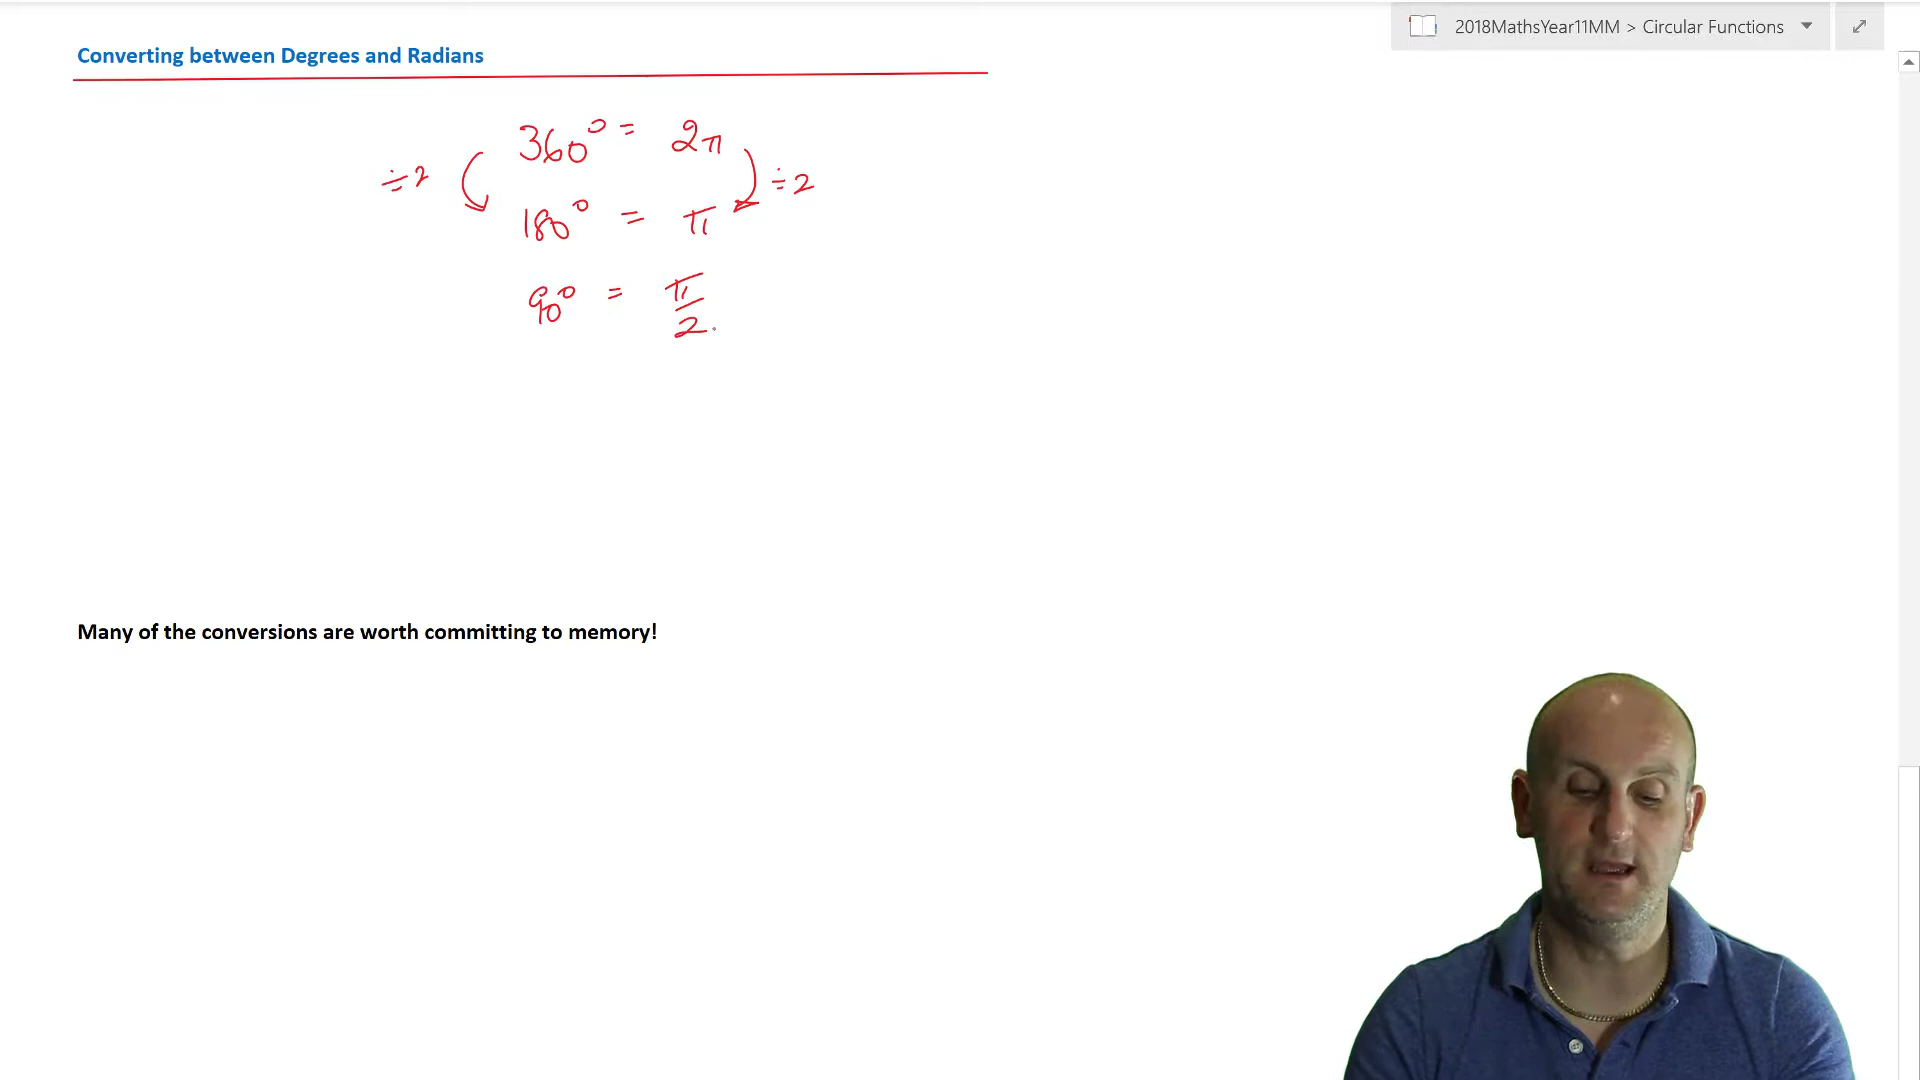 2018MathsYear11MM > Circular Functions
Converting between Degrees and Radians
360° = 2π
÷2 ÷2
180° = π
90° = π/2
Many of the conversions are worth committing to memory!